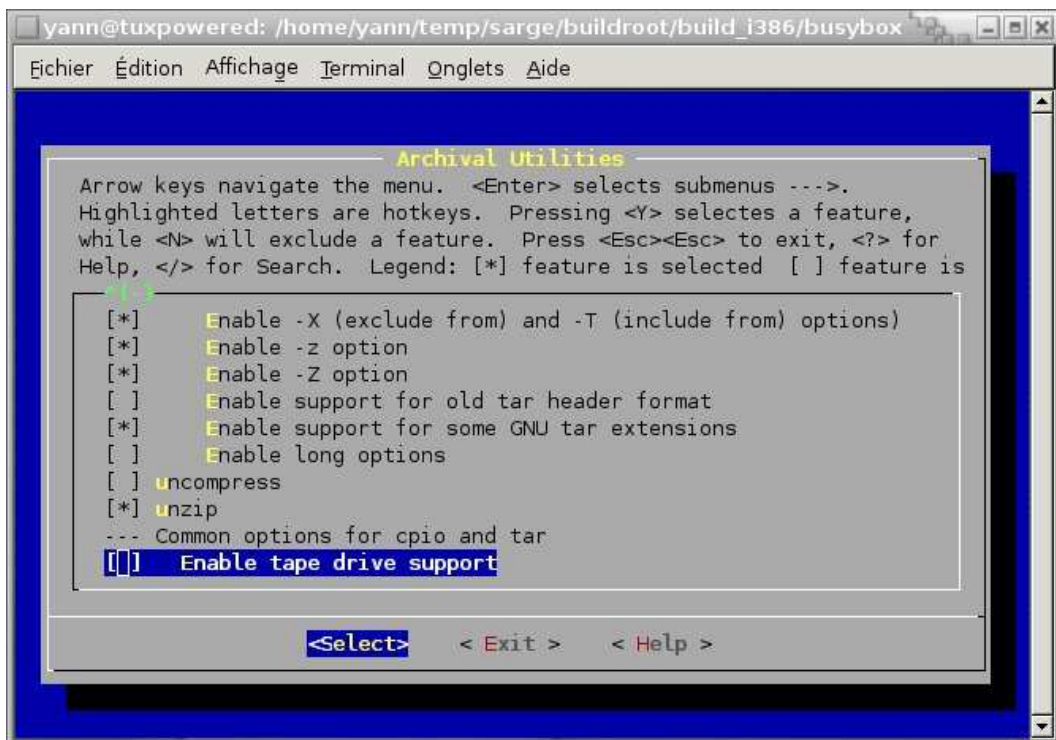 yann@tuxpowered: /home/yann/temp/sarge/buildroot/build_i386/busybox
Fichier Édition Affichage Terminal Onglets Aide
Archival Utilities
Arrow keys navigate the menu. <Enter> selects submenus --->.
Highlighted letters are hotkeys. Pressing <Y> selectes a feature,
while <N> will exclude a feature. Press <Esc><Esc> to exit, <?> for
Help, </> for Search. Legend: [*] feature is selected [ ] feature is
^(-)
[*] Enable -X (exclude from) and -T (include from) options)
[*] Enable -z option
[*] Enable -Z option
[ ] Enable support for old tar header format
[*] Enable support for some GNU tar extensions
[ ] Enable long options
[ ] uncompress
[*] unzip
--- Common options for cpio and tar
[ ] Enable tape drive support
<Select> < Exit > < Help >